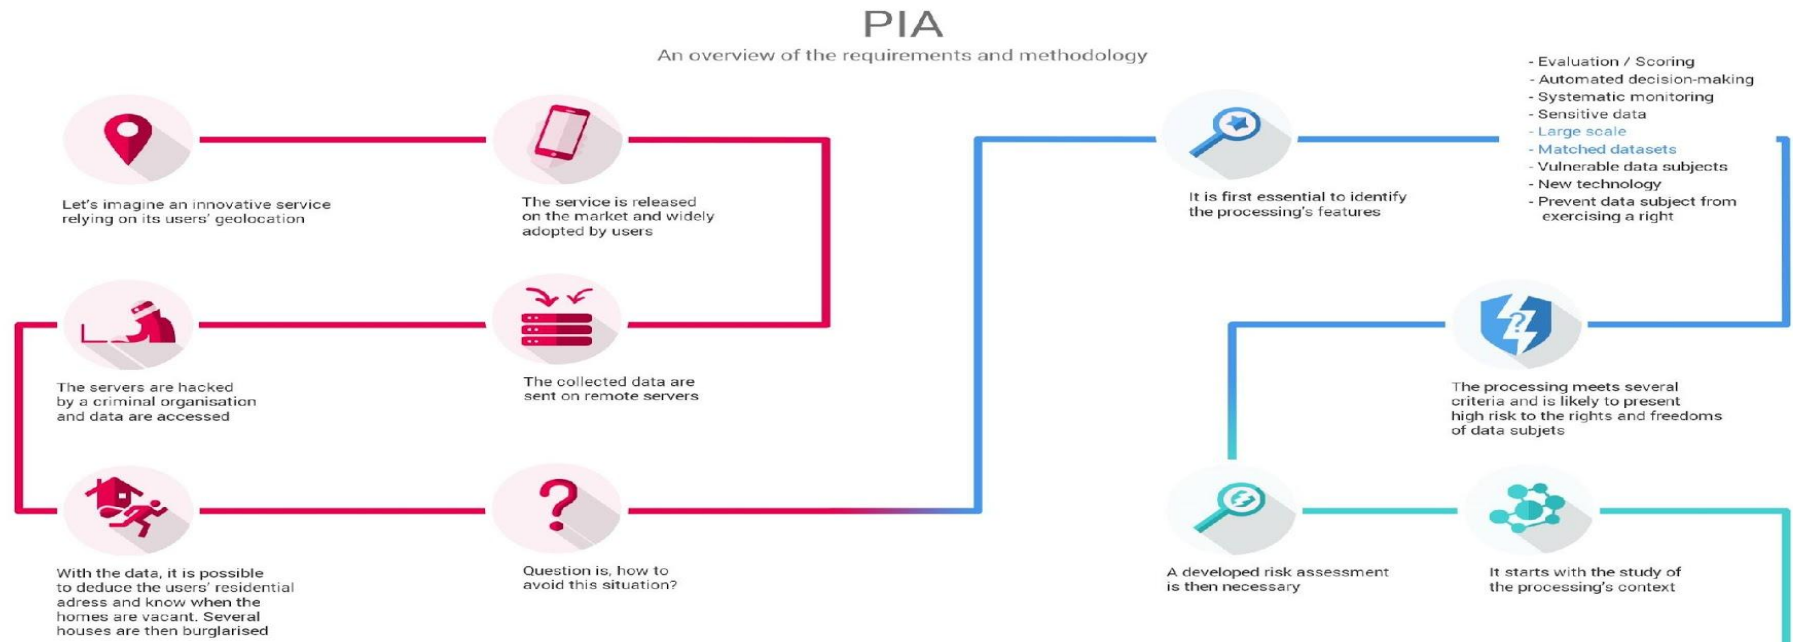 PIA
An overview of the requirements and methodology
Let's imagine an innovative service
relying on its users' geolocation
The service is released
on the market and widely
adopted by users
The collected data are
sent on remote servers
The servers are hacked
by a criminal organisation
and data are accessed
With the data, it is possible
to deduce the users' residential
adress and know when the
homes are vacant. Several
houses are then burglarised
Question is, how to
avoid this situation?
It is first essential to identify
the processing's features
- Evaluation / Scoring
- Automated decision-making
- Systematic monitoring
- Sensitive data
- Large scale
- Matched datasets
- Vulnerable data subjects
- New technology
- Prevent data subject from
exercising a right
The processing meets several
criteria and is likely to present
high risk to the rights and freedoms
of data subjets
A developed risk assessment
is then necessary
It starts with the study of
the processing's context